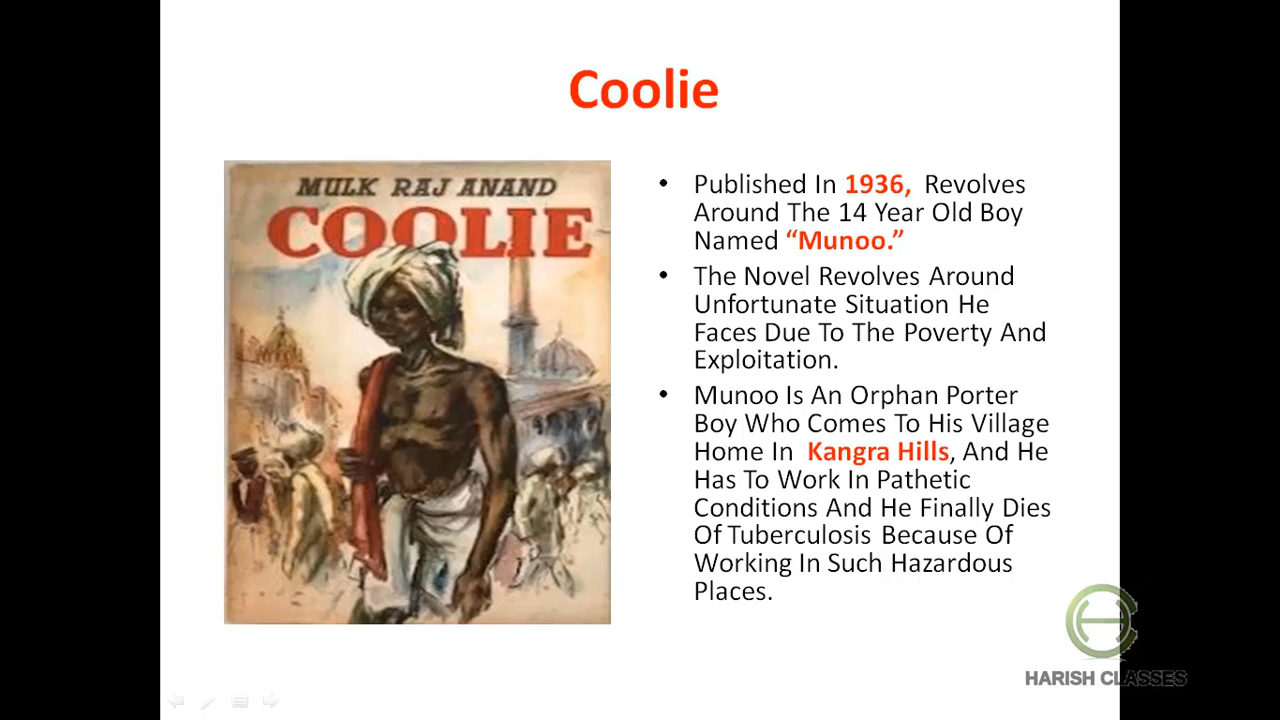 Coolie
MULK RAJ ANAND
COOLIE
• Published In 1936, Revolves
Around The 14 Year Old Boy
Named “Munoo.”
• The Novel Revolves Around
Unfortunate Situation He
Faces Due To The Poverty And
Exploitation.
• Munoo Is An Orphan Porter
Boy Who Comes To His Village
Home In Kangra Hills, And He
Has To Work In Pathetic
Conditions And He Finally Dies
Of Tuberculosis Because Of
Working In Such Hazardous
Places.
HARISH CLASSES